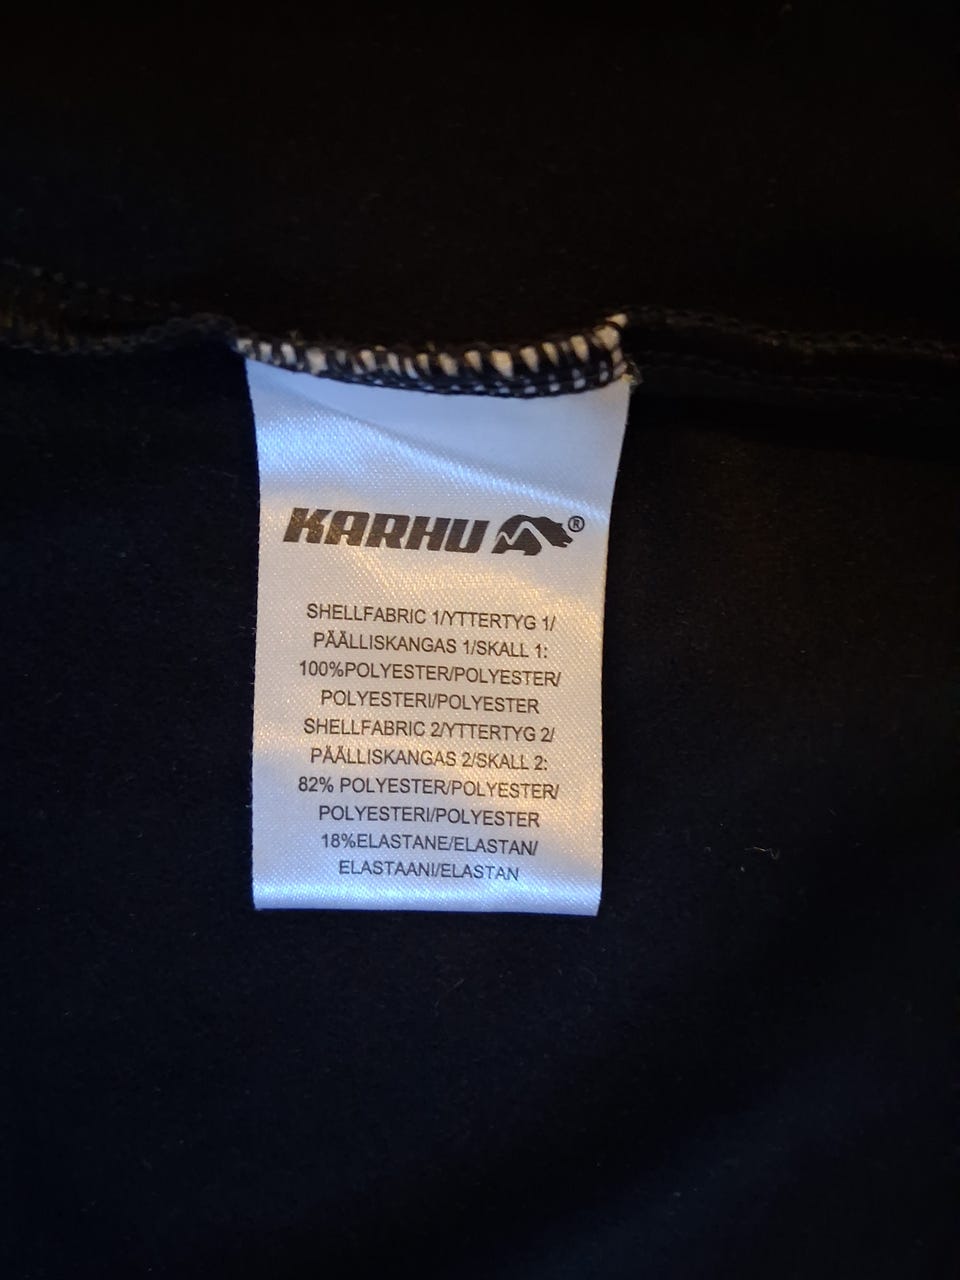 KARHU ®
SHELLFABRIC 1/YTTERTYG 1/
PÄÄLLISKANGAS 1/SKALL 1:
100%POLYESTER/POLYESTER/
POLYESTERI/POLYESTER
SHELLFABRIC 2/YTTERTYG 2/
PÄÄLLISKANGAS 2/SKALL 2:
82% POLYESTER/POLYESTER/
POLYESTERI/POLYESTER
18%ELASTANE/ELASTAN/
ELASTAANI/ELASTAN